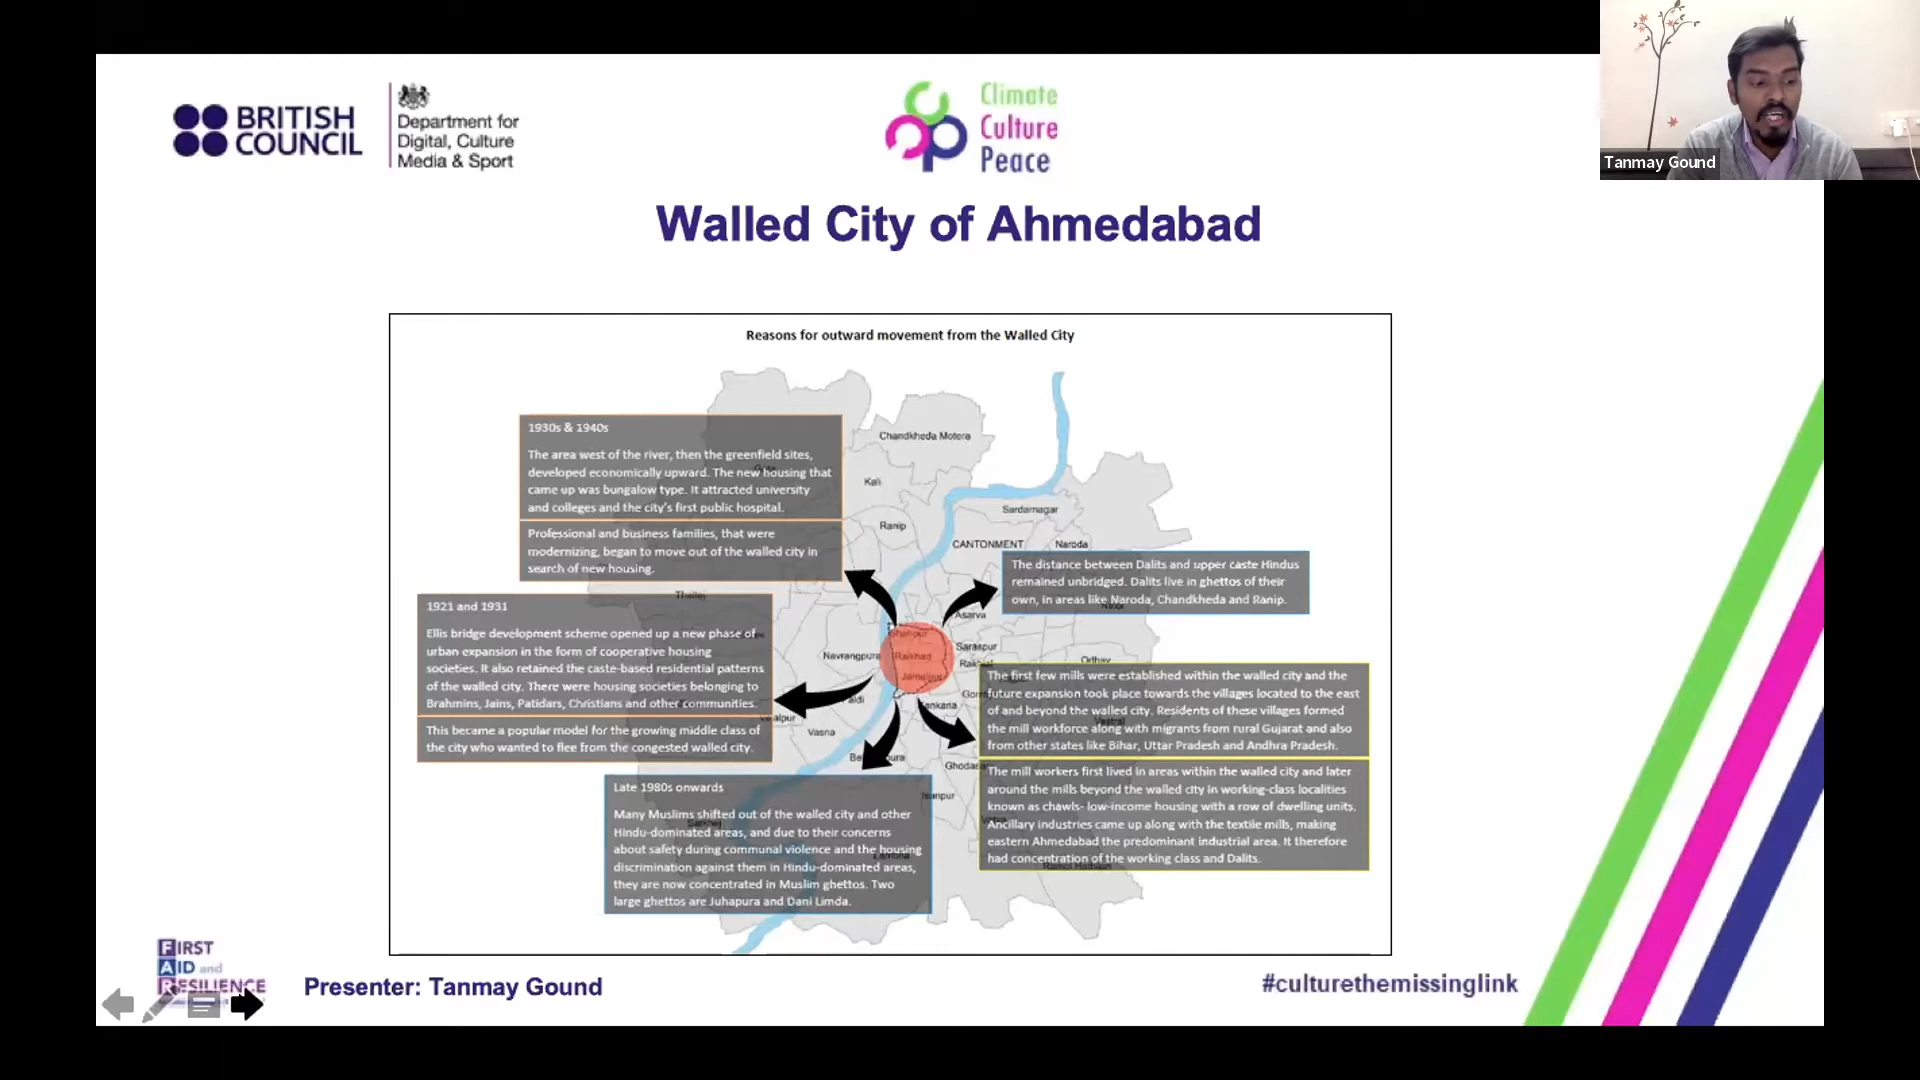 BRITISH
COUNCIL
Department for
Digital, Culture
Media & Sport
Climate
Culture
Peace
Tanmay Gound
Walled City of Ahmedabad
Reasons for outward movement from the Walled City
1930s & 1940s
The area west of the river, then the greenfield sites,
developed economically upward. The new housing that
came up was bungalow type. It attracted university
and colleges and the city's first public hospital.
Professional and business families, that were
modernizing, began to move out of the walled city in
search of new housing.
1921 and 1931
Ellis bridge development scheme opened up a new phase of
urban expansion in the form of cooperative housing
societies. It also retained the caste-based residential patterns
of the walled city. There were housing societies belonging to
Brahmins, Jains, Patidars, Christians and other communities.
This became a popular model for the growing middle class of
the city who wanted to flee from the congested walled city.
Late 1980s onwards
Many Muslims shifted out of the walled city and other
Hindu-dominated areas, and due to their concerns
about safety during communal violence and the housing
discrimination against them in Hindu-dominated areas,
they are now concentrated in Muslim ghettos. Two
large ghettos are Juhapura and Dani Limda.
The distance between Dalits and upper caste Hindus
remained unbridged. Dalits live in ghettos of their
own, in areas like Naroda, Chandkheda and Ranip.
The first few mills were established within the walled city and the
future expansion took place towards the villages located to the east
of and beyond the walled city. Residents of these villages formed
the mill workforce along with migrants from rural Gujarat and also
from other states like Bihar, Uttar Pradesh and Andhra Pradesh.
The mill workers first lived in areas within the walled city and later
around the mills beyond the walled city in working-class localities
known as chawls- low-income housing with a row of dwelling units.
Ancillary industries came up along with the textile mills, making
eastern Ahmedabad the predominant industrial area. It therefore
had concentration of the working class and Dalits.
Chandkheda Motera
Kali
Ranip
Sardarnagar
CANTONMENT
Naroda
Thaltej
Asarva
Shahpur
Navrangpura
Raikhad
Saraspur
Odhav
Jamalpur
Vasna
Isanpur
FIRST
AID and
RESILIENCE
Presenter: Tanmay Gound
#culturethemissinglink